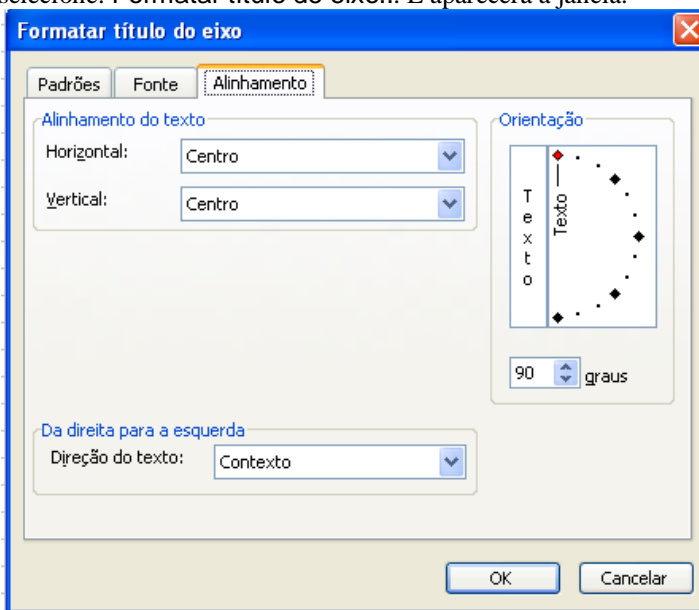 selecione: Formatar título do eixo.. E aparecerá a janela:
Formatar título do eixo
Padrões Fonte Alinhamento
Alinhamento do texto
Horizontal: Centro
Vertical: Centro
Orientação
Texto
Texto
90 graus
Da direita para a esquerda
Direção do texto: Contexto
OK Cancelar